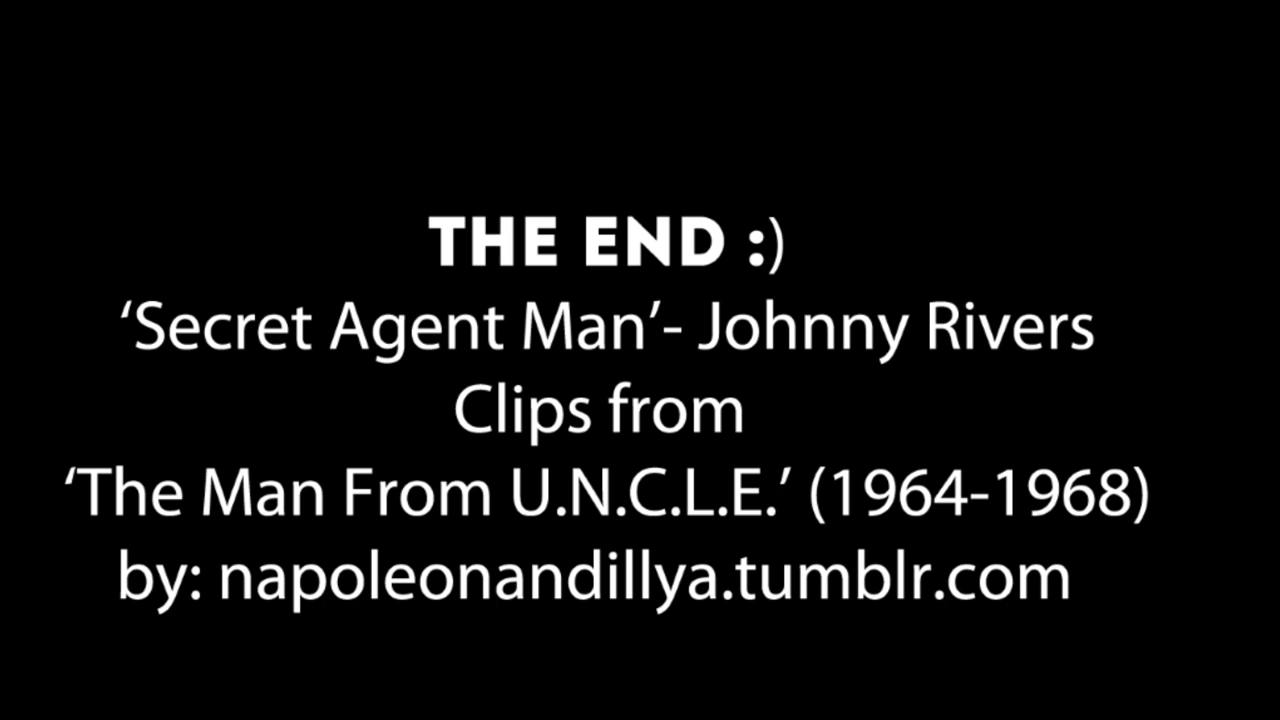 THE END :)
‘Secret Agent Man’- Johnny Rivers
Clips from
‘The Man From U.N.C.L.E.’ (1964-1968)
by: napoleonandillya.tumblr.com